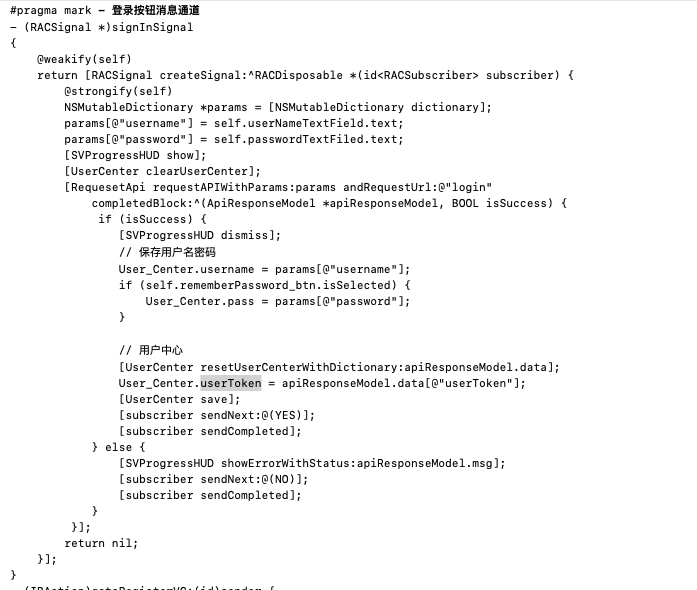 #pragma mark - 登录按钮消息通道
- (RACSignal *)signInSignal
{
    @weakify(self)
    return [RACSignal createSignal:^RACDisposable *(id<RACSubscriber> subscriber) {
        @strongify(self)
        NSMutableDictionary *params = [NSMutableDictionary dictionary];
        params[@"username"] = self.userNameTextField.text;
        params[@"password"] = self.passwordTextFiled.text;
        [SVProgressHUD show];
        [UserCenter clearUserCenter];
        [RequesetApi requestAPIWithParams:params andRequestUrl:@"login"
            completedBlock:^(ApiResponseModel *apiResponseModel, BOOL isSuccess) {
             if (isSuccess) {
                [SVProgressHUD dismiss];
                // 保存用户名密码
                User_Center.username = params[@"username"];
                if (self.rememberPassword_btn.isSelected) {
                    User_Center.pass = params[@"password"];
                }
                // 用户中心
                [UserCenter resetUserCenterWithDictionary:apiResponseModel.data];
                User_Center.userToken = apiResponseModel.data[@"userToken"];
                [UserCenter save];
                [subscriber sendNext:@(YES)];
                [subscriber sendCompleted];
            } else {
                [SVProgressHUD showErrorWithStatus:apiResponseModel.msg];
                [subscriber sendNext:@(NO)];
                [subscriber sendCompleted];
            }
         }];
        return nil;
    }];
}